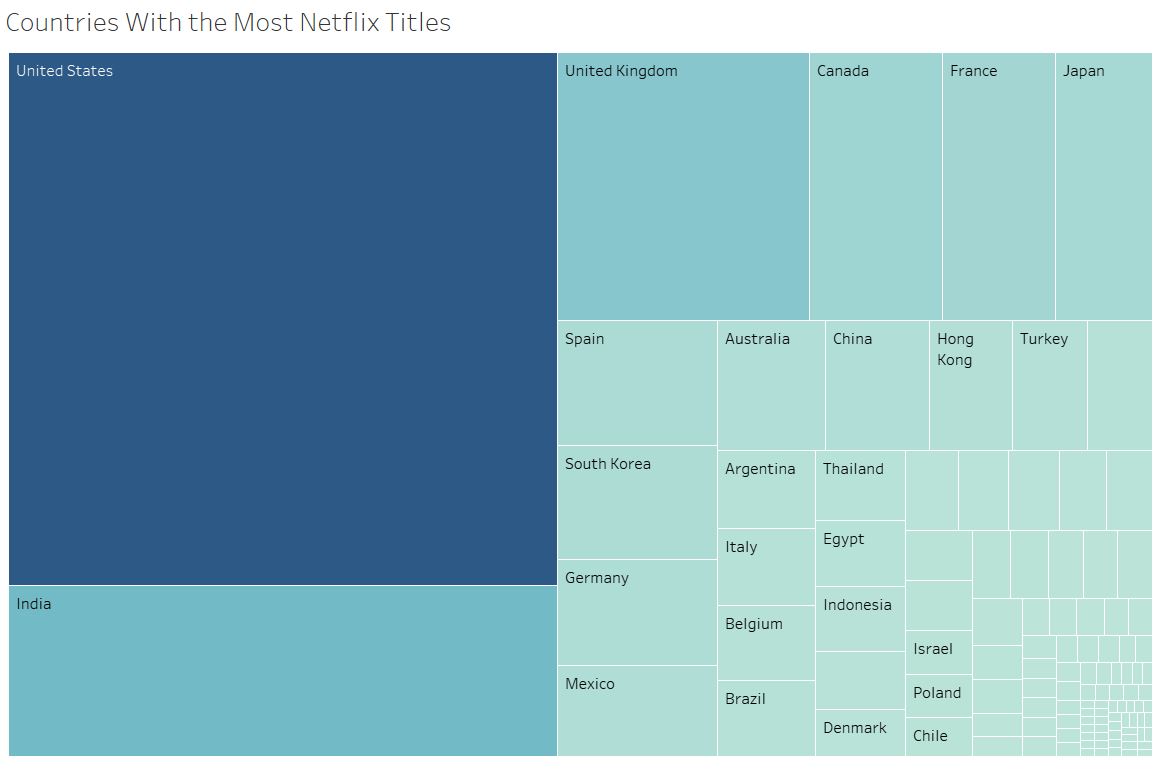 Countries With the Most Netflix Titles
United States
United Kingdom
Canada
France
Japan
Spain
Australia
China
Hong
Kong
Turkey
South Korea
Argentina
Thailand
Italy
Egypt
Germany
India
Indonesia
Belgium
Israel
Mexico
Poland
Brazil
Denmark
Chile